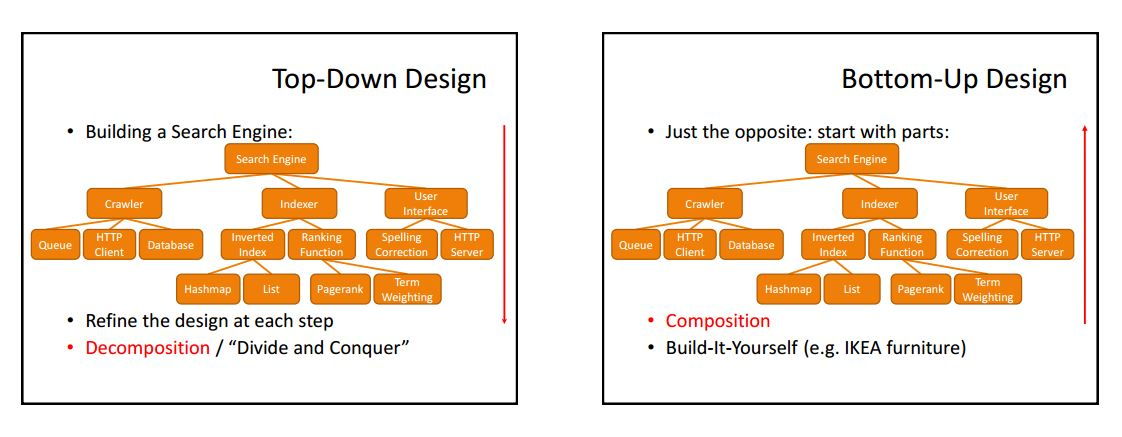 Top-Down Design
• Building a Search Engine:
Search Engine
Crawler
Indexer
User
Interface
Queue
HTTP
Client
Database
Inverted
Index
Ranking
Function
Spelling
Correction
HTTP
Server
Hashmap
List
Pagerank
Term
Weighting
• Refine the design at each step
• Decomposition / “Divide and Conquer”
Bottom-Up Design
• Just the opposite: start with parts:
Search Engine
Crawler
Indexer
User
Interface
Queue
HTTP
Client
Database
Inverted
Index
Ranking
Function
Spelling
Correction
HTTP
Server
Hashmap
List
Pagerank
Term
Weighting
• Composition
• Build-It-Yourself (e.g. IKEA furniture)